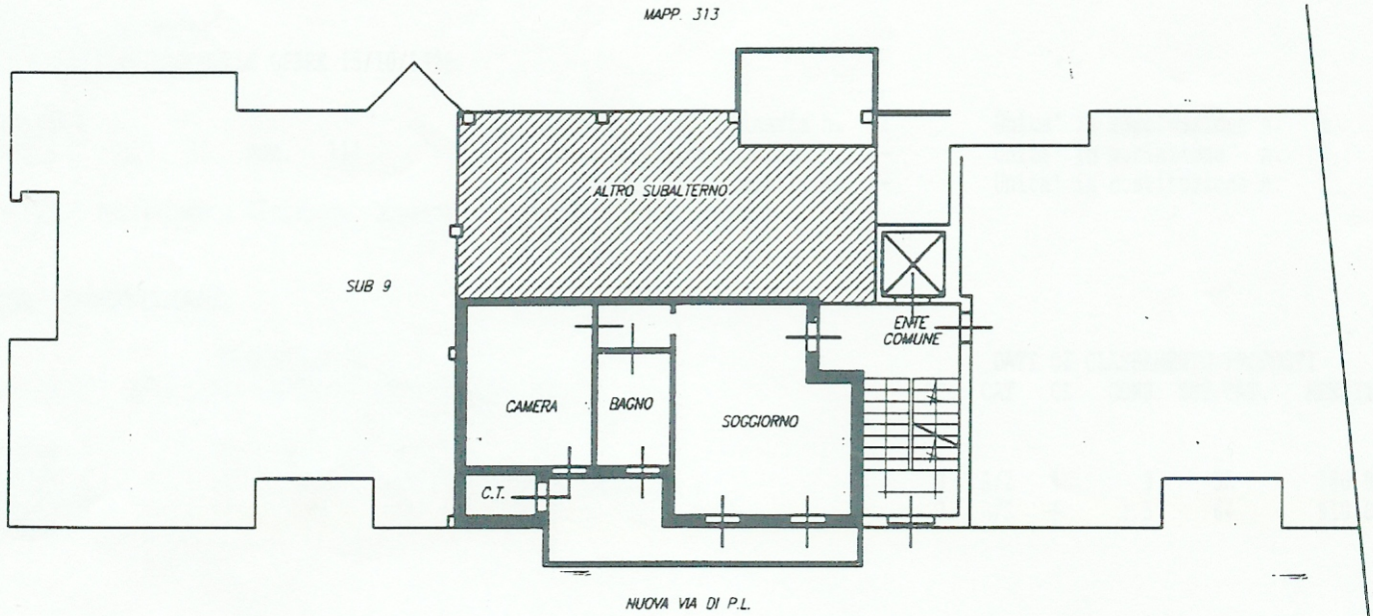 MAPP. 313
ALTRO SUBALTERNO
SUB 9
ENTE
COMUNE
CAMERA
BAGNO
SOGGIORNO
C.T.
NUOVA VIA DI P.L.